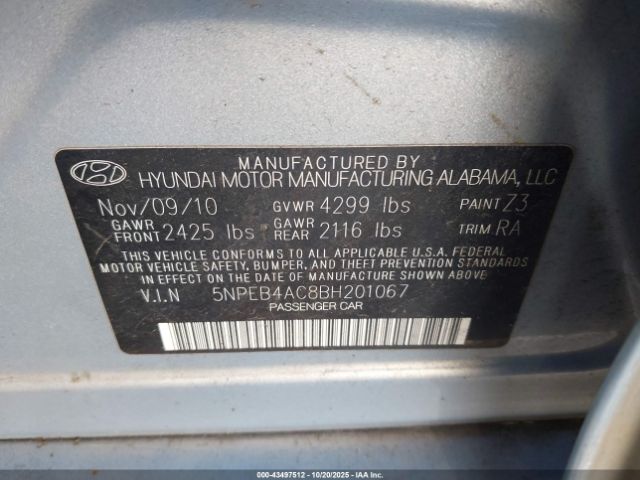 MANUFACTURED BY
HYUNDAI MOTOR MANUFACTURING ALABAMA, LLC
Nov/09/10 GVWR 4299 lbs PAINT Z3
GAWR FRONT 2425 lbs GAWR REAR 2116 lbs TRIM RA
THIS VEHICLE CONFORMS TO ALL APPLICABLE U.S.A. FEDERAL
MOTOR VEHICLE SAFETY, BUMPER, AND THEFT PREVENTION STANDARDS
IN EFFECT ON THE DATE OF MANUFACTURE SHOWN ABOVE.
V.I.N 5NPEB4AC8BH201067
PASSENGER CAR
000-43497512 | 10/20/2025 | IAAI.COM